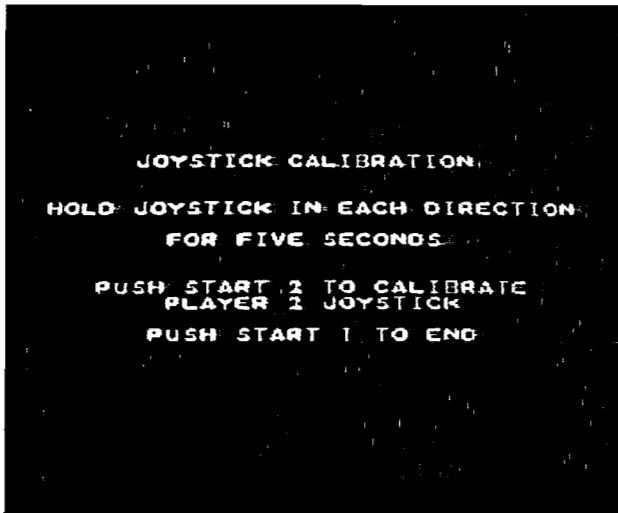 JOYSTICK CALIBRATION
HOLD JOYSTICK IN EACH DIRECTION
FOR FIVE SECONDS
PUSH START 2 TO CALIBRATE
PLAYER 2 JOYSTICK
PUSH START 1 TO END